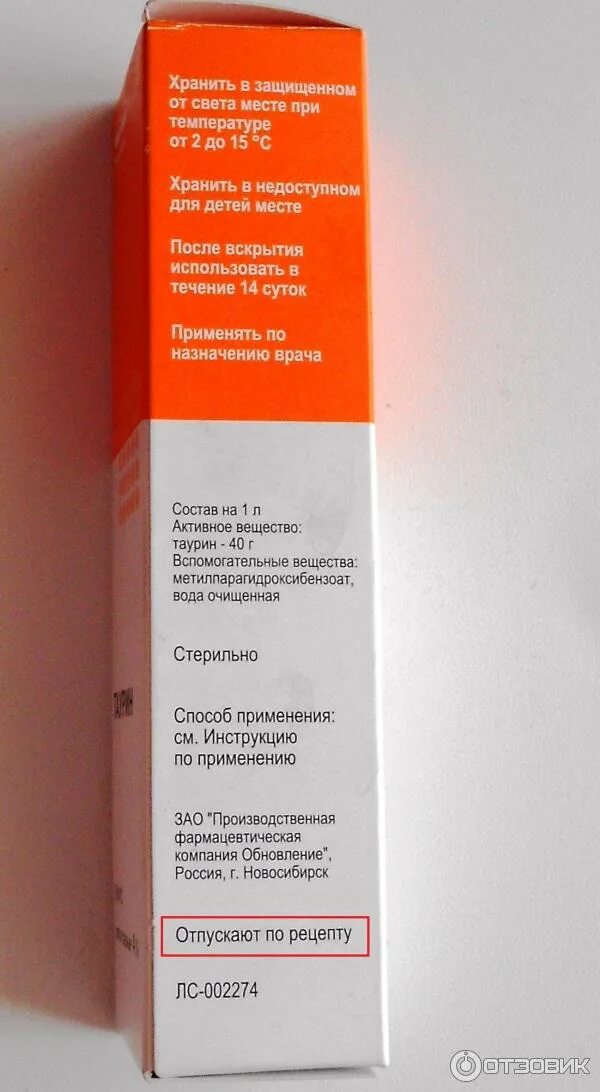 Хранить в защищенном
от света месте при
температуре
от 2 до 15 °С
Хранить в недоступном
для детей месте
После вскрытия
использовать в
течение 14 суток
Применять по
назначению врача
Состав на 1 л
Активное вещество:
таурин - 40 г
Вспомогательные вещества:
метилпарагидроксибензоат,
вода очищенная
Стерильно
Способ применения:
см. Инструкцию
по применению
ЗАО "Производственная
фармацевтическая
компания Обновление",
Россия, г. Новосибирск
Отпускают по рецепту
ЛС-002274
ТАУРИН
ОТЗОВИК